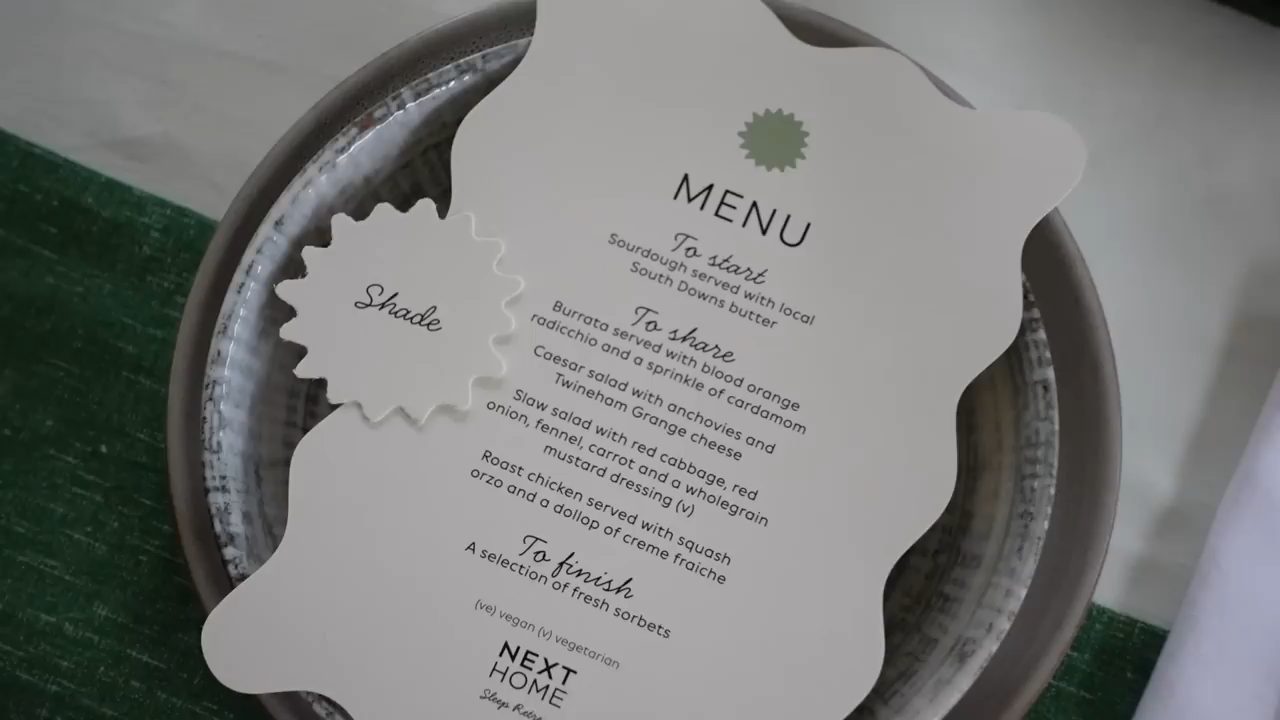 MENU
To start
Sourdough served with local
South Downs butter
To share
Burrata served with blood orange
radicchio and a sprinkle of cardamom
Caesar salad with anchovies and
Twineham Grange cheese
Slaw salad with red cabbage, red
onion, fennel, carrot and a wholegrain
mustard dressing (v)
Roast chicken served with squash
orzo and a dollop of creme fraiche
To finish
A selection of fresh sorbets
(ve) vegan (v) vegetarian
NEXT
HOME
Sleep
Shade